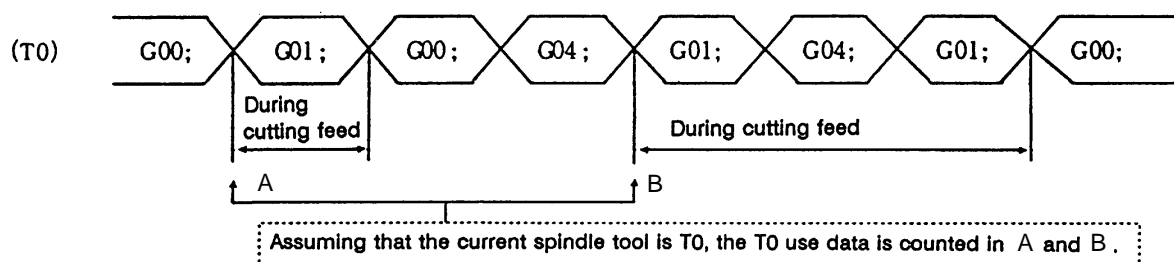 (T0) G00; G01; G00; G04; G01; G04; G01; G00;
During
cutting feed
During cutting feed
A B
Assuming that the current spindle tool is T0, the T0 use data is counted in A and B.